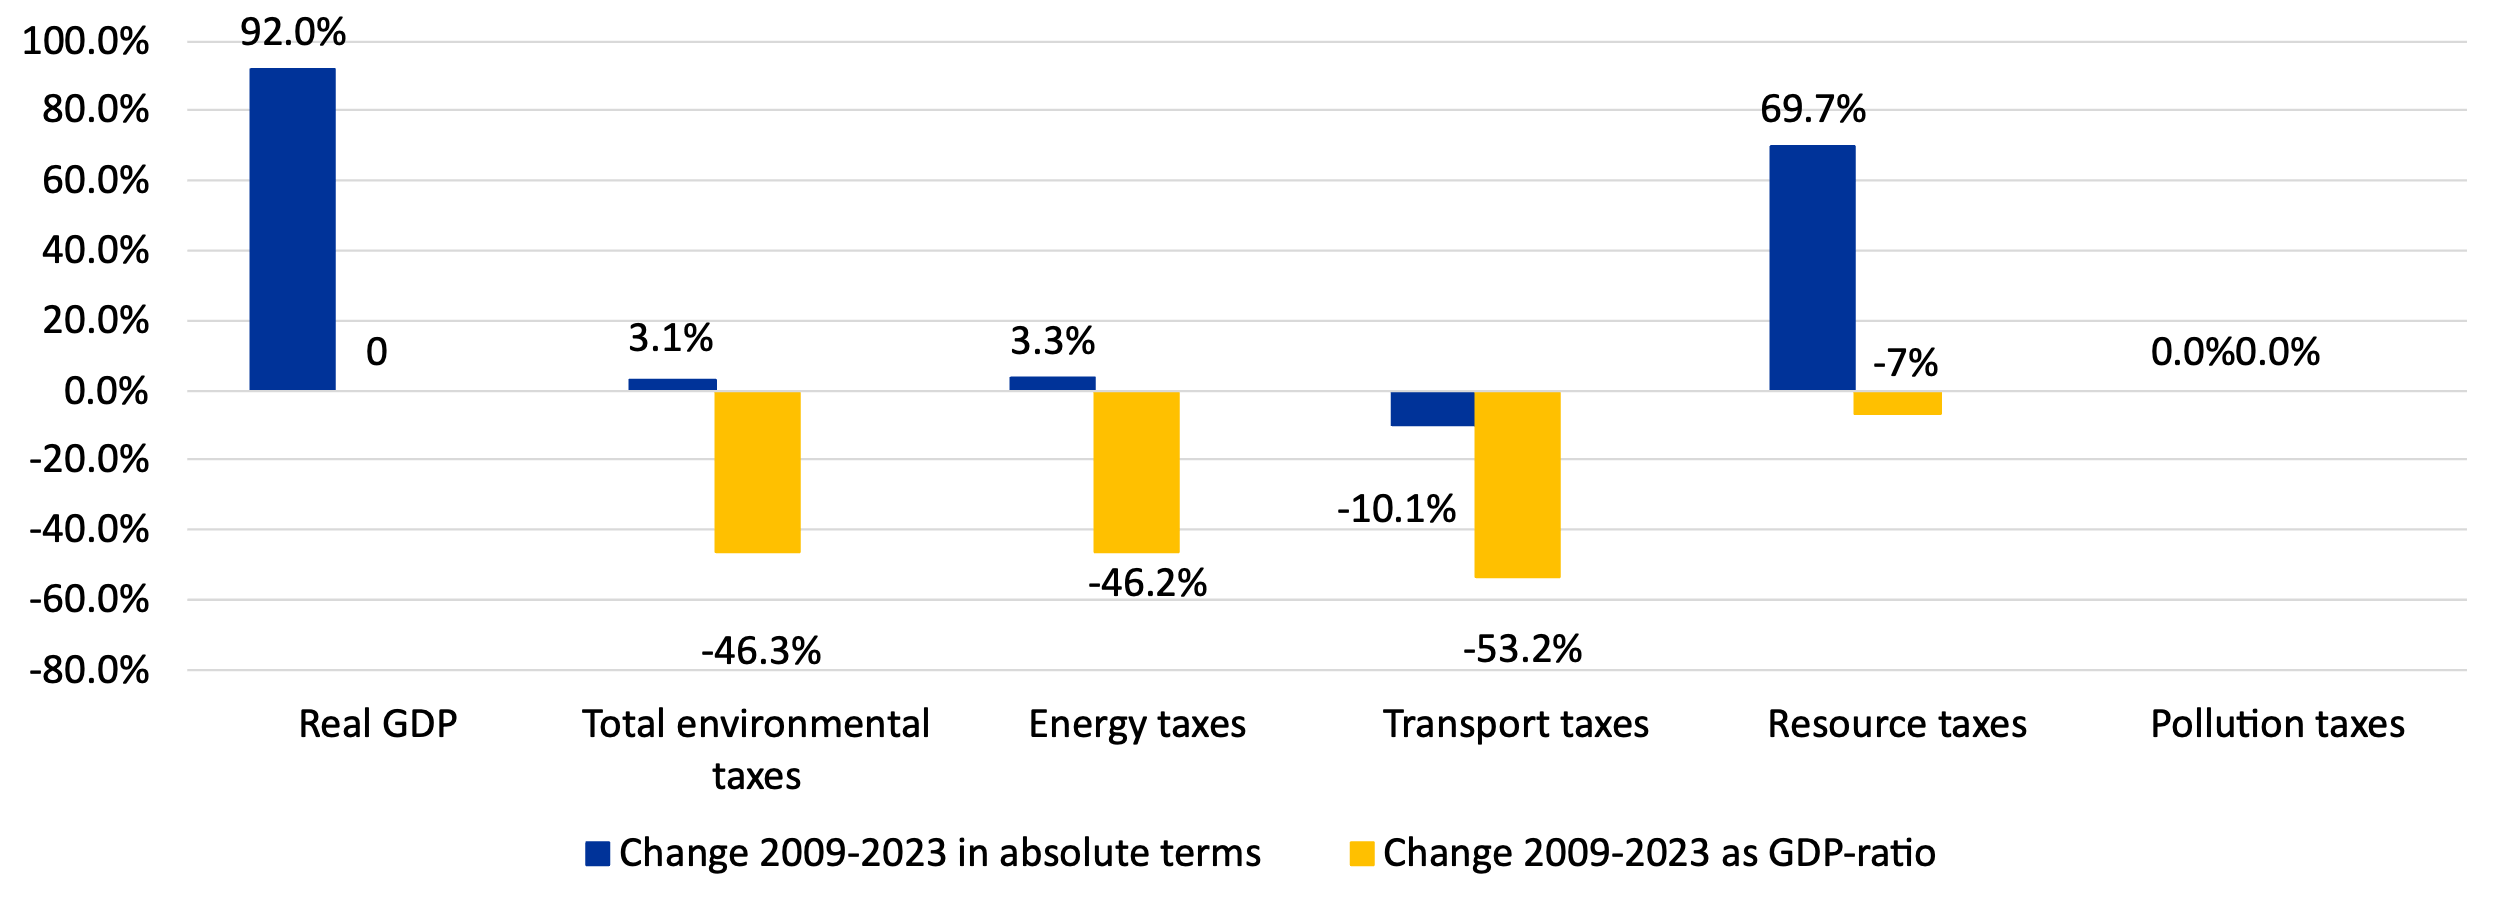 100.0%
80.0%
60.0%
40.0%
20.0%
0.0%
-20.0%
-40.0%
-60.0%
-80.0%
92.0%
0
3.1%
-46.3%
3.3%
-46.2%
-10.1%
-53.2%
69.7%
-7%
0.0%0.0%
Real GDP
Total environmental
taxes
Energy taxes
Transport taxes
Resource taxes
Pollution taxes
Change 2009-2023 in absolute terms
Change 2009-2023 as GDP-ratio